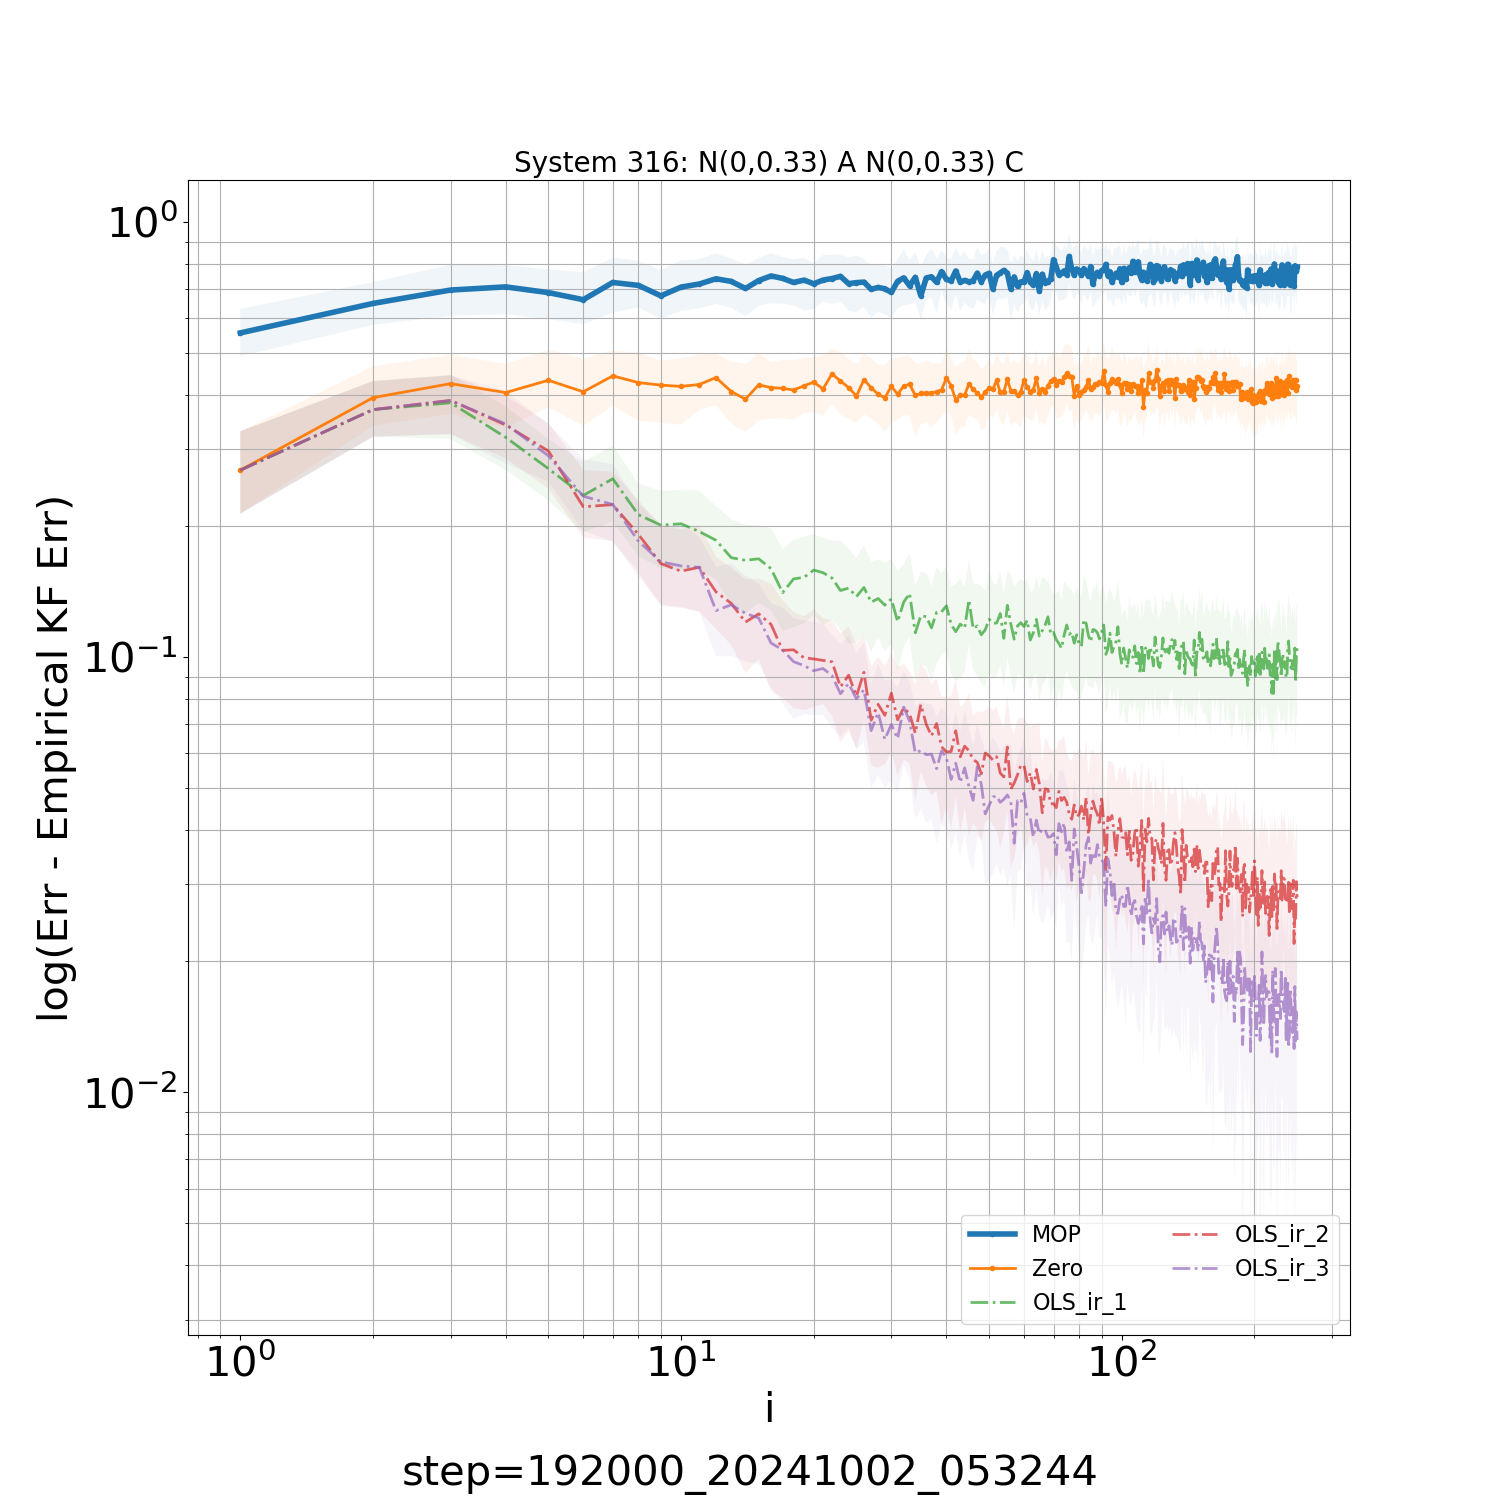 System 316: N(0,0.33) A N(0,0.33) C
log(Err - Empirical KF Err)
10⁰
10⁻¹
10⁻²
MOP
Zero
OLS_ir_1
OLS_ir_2
OLS_ir_3
10⁰ 10¹ 10²
i
step=192000_20241002_053244